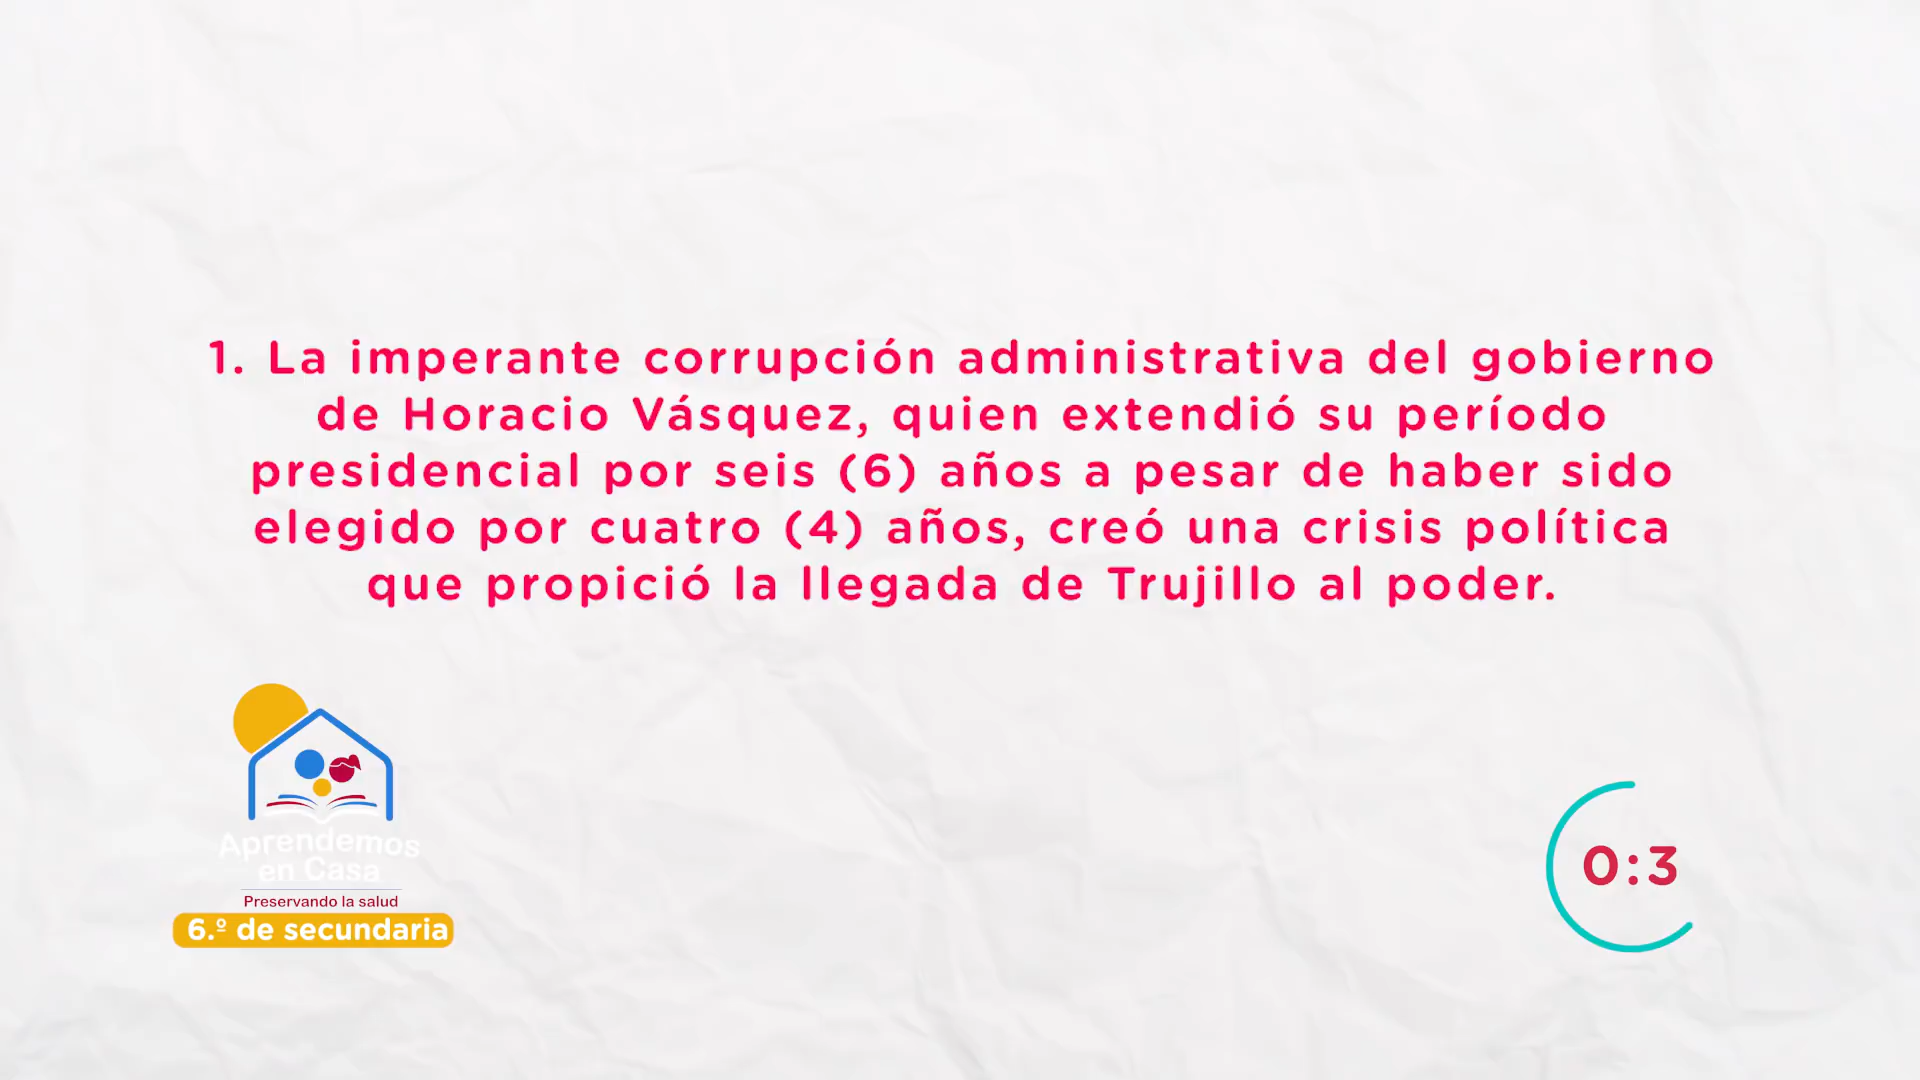 1. La imperante corrupción administrativa del gobierno
de Horacio Vásquez, quien extendió su período
presidencial por seis (6) años a pesar de haber sido
elegido por cuatro (4) años, creó una crisis política
que propició la llegada de Trujillo al poder.
Aprendemos
en Casa
Preservando la salud
6.º de secundaria
0:3